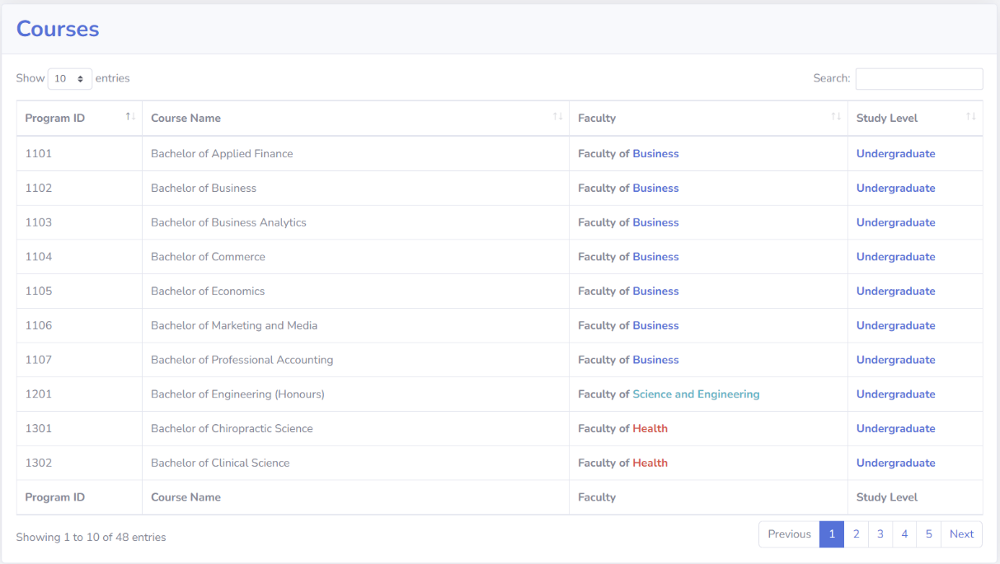 Courses
Show 10 entries Search:
Program ID Course Name Faculty Study Level
1101 Bachelor of Applied Finance Faculty of Business Undergraduate
1102 Bachelor of Business Faculty of Business Undergraduate
1103 Bachelor of Business Analytics Faculty of Business Undergraduate
1104 Bachelor of Commerce Faculty of Business Undergraduate
1105 Bachelor of Economics Faculty of Business Undergraduate
1106 Bachelor of Marketing and Media Faculty of Business Undergraduate
1107 Bachelor of Professional Accounting Faculty of Business Undergraduate
1201 Bachelor of Engineering (Honours) Faculty of Science and Engineering Undergraduate
1301 Bachelor of Chiropractic Science Faculty of Health Undergraduate
1302 Bachelor of Clinical Science Faculty of Health Undergraduate
Program ID Course Name Faculty Study Level
Showing 1 to 10 of 48 entries Previous 1 2 3 4 5 Next